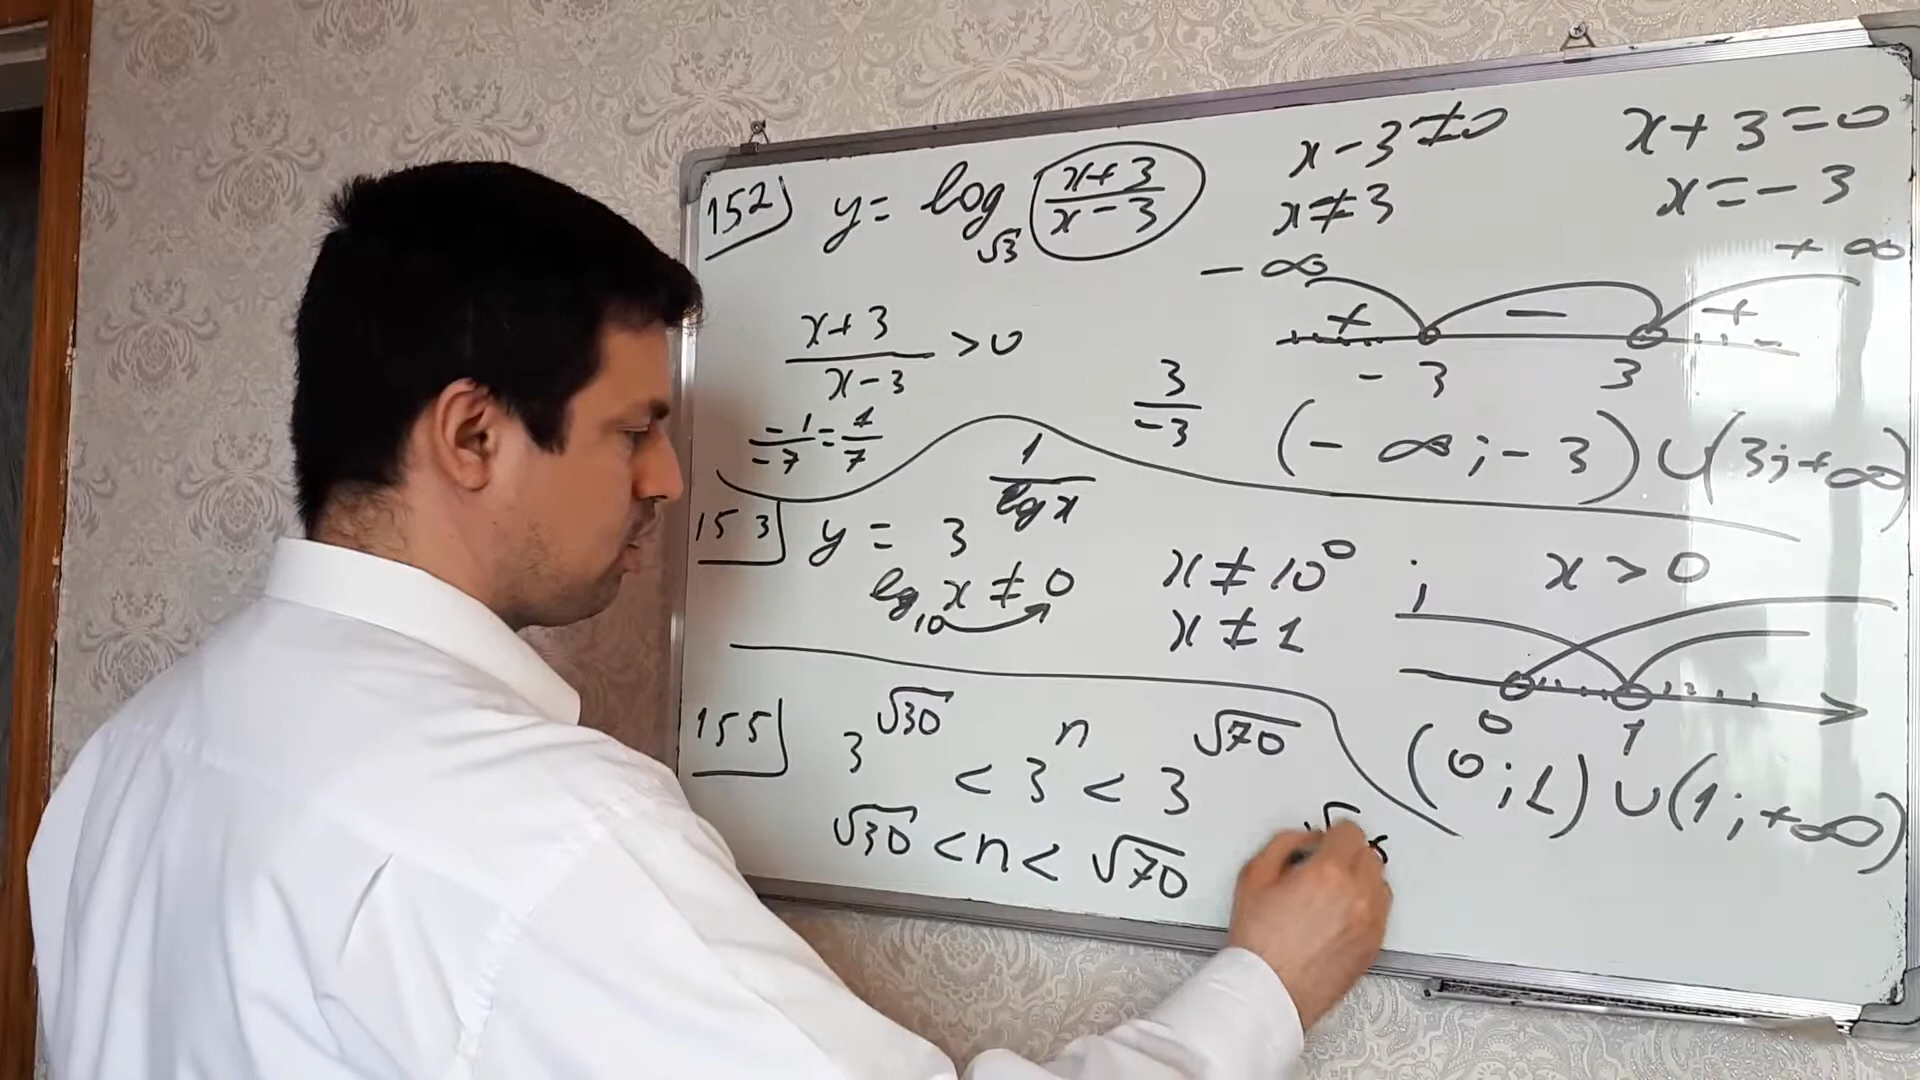 152) y = log_√3 (x+3)/(x-3)
x-3≠0
x≠3
x+3=0
x=-3
-∞ +∞
+ - +
-3 3
(x+3)/(x-3) > 0
-1/-7 = 1/7
3/-3
(-∞;-3)∪(3;+∞)
153) y = 3^(1/lg x)
lg₁₀ x ≠ 0
x≠10⁰ ; x>0
x≠1
0 1
(0;1)∪(1;+∞)
155) 3^√30 < 3^n < 3^√70
√30 < n < √70